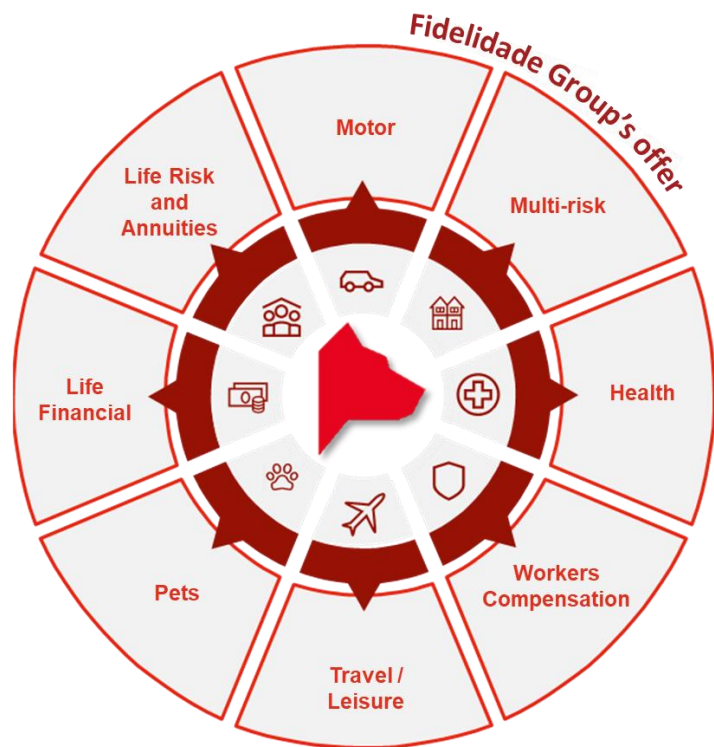 Fidelidade Group's offer
Motor
Multi-risk
Health
Workers
Compensation
Travel /
Leisure
Pets
Life
Financial
Life Risk
and
Annuities